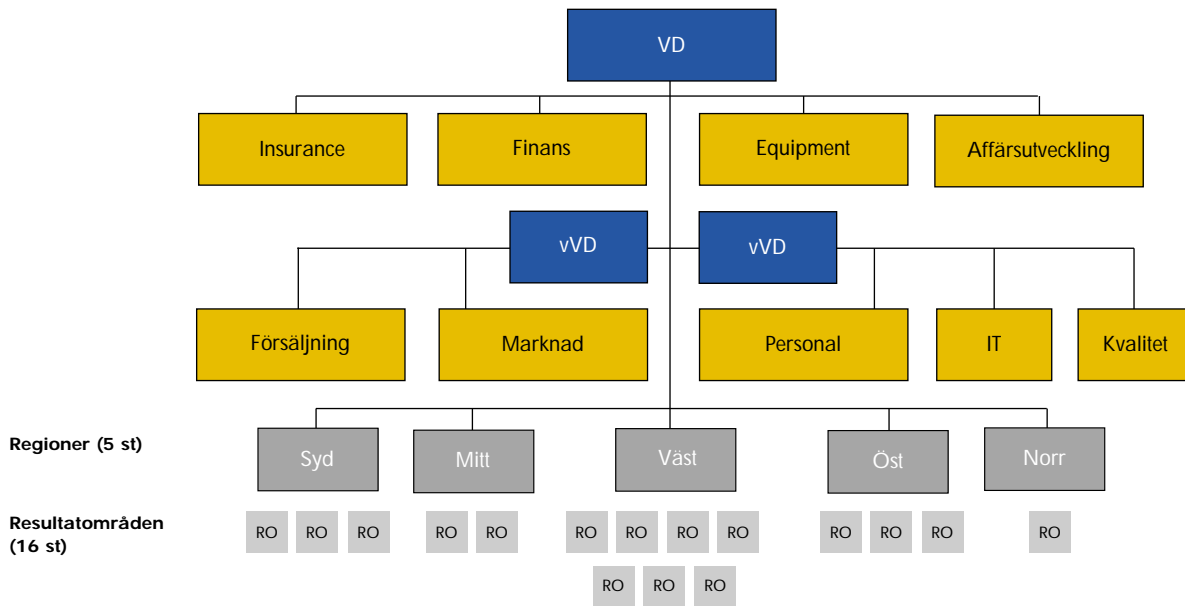 VD
Insurance
Finans
Equipment
Affärsutveckling
vVD
vVD
Försäljning
Marknad
Personal
IT
Kvalitet
Regioner (5 st)
Syd
Mitt
Väst
Öst
Norr
Resultatområden
(16 st)
RO RO RO RO RO RO RO RO RO RO RO RO RO
RO RO RO